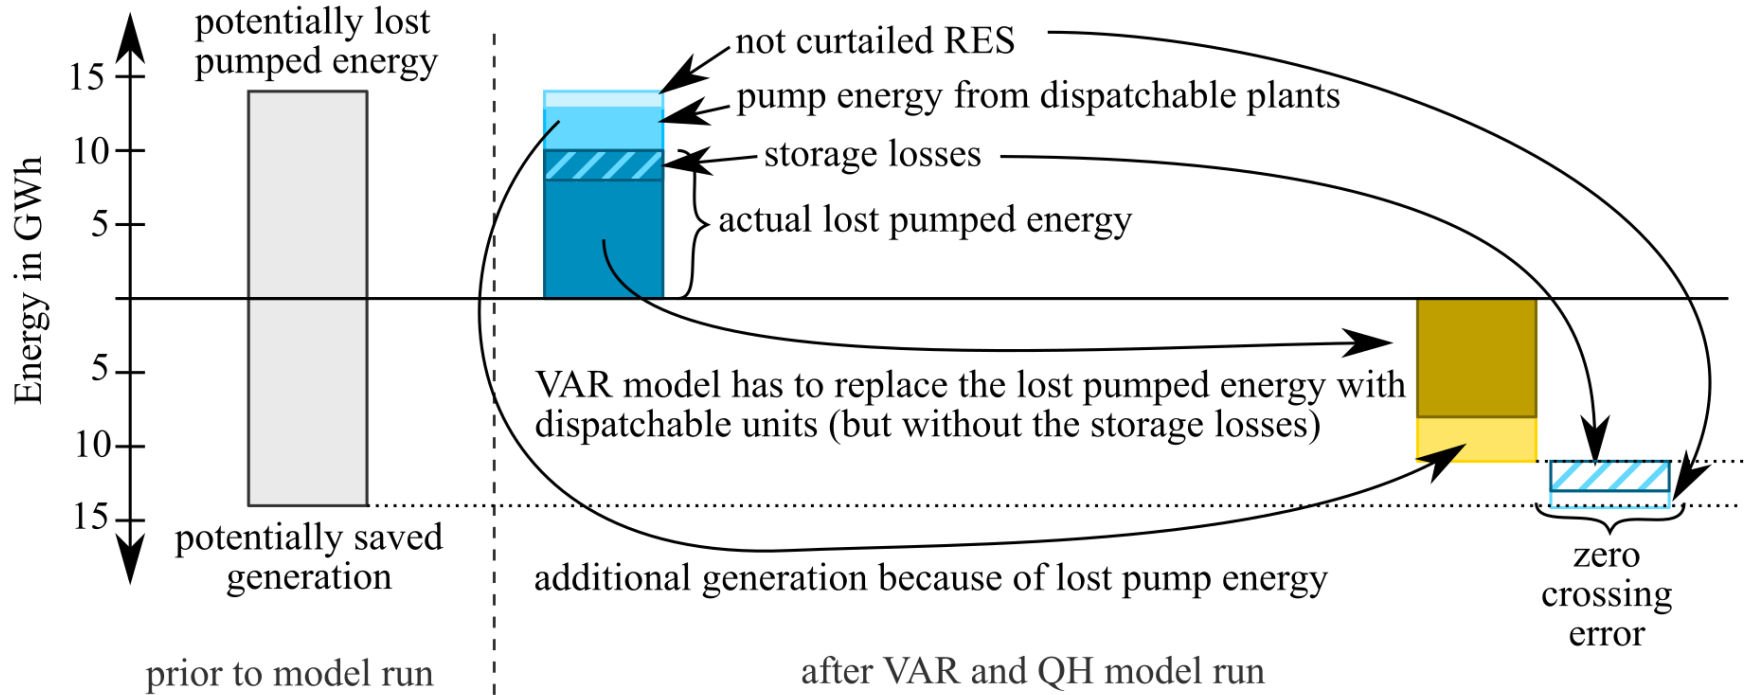 potentially lost
pumped energy
Energy in GWh
15
10
5
5
10
15
not curtailed RES
pump energy from dispatchable plants
storage losses
actual lost pumped energy
VAR model has to replace the lost pumped energy with
dispatchable units (but without the storage losses)
potentially saved
generation
additional generation because of lost pump energy
zero
crossing
error
prior to model run
after VAR and QH model run